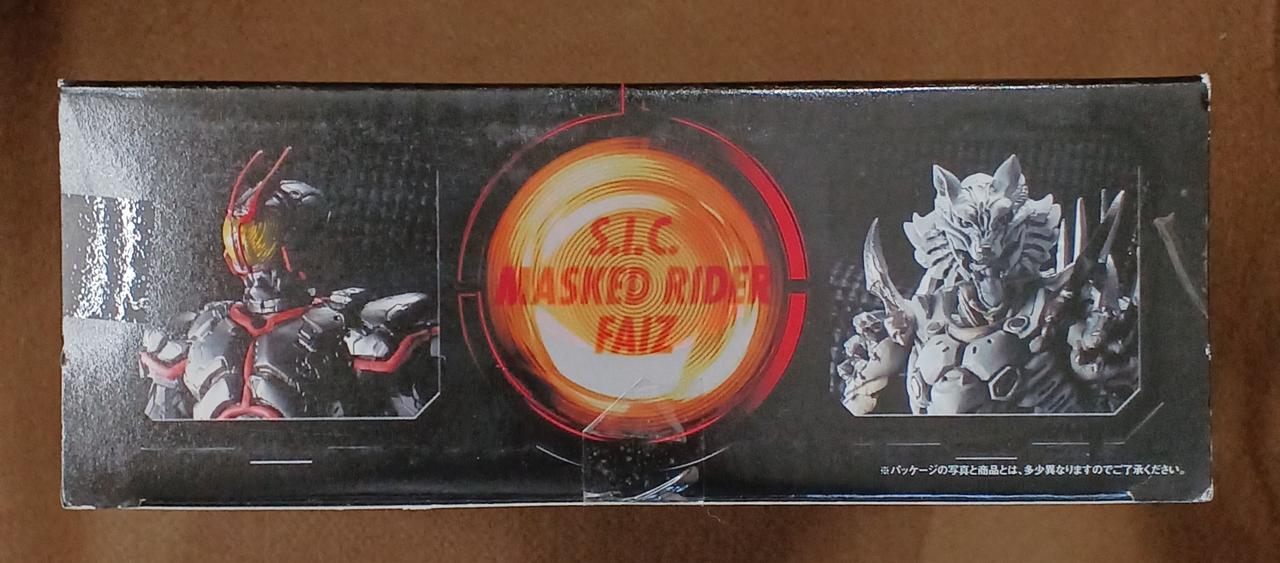 S.I.C
MASKED RIDER
FAIZ
※パッケージの写真と商品とは、多少異なりますのでご了承ください。